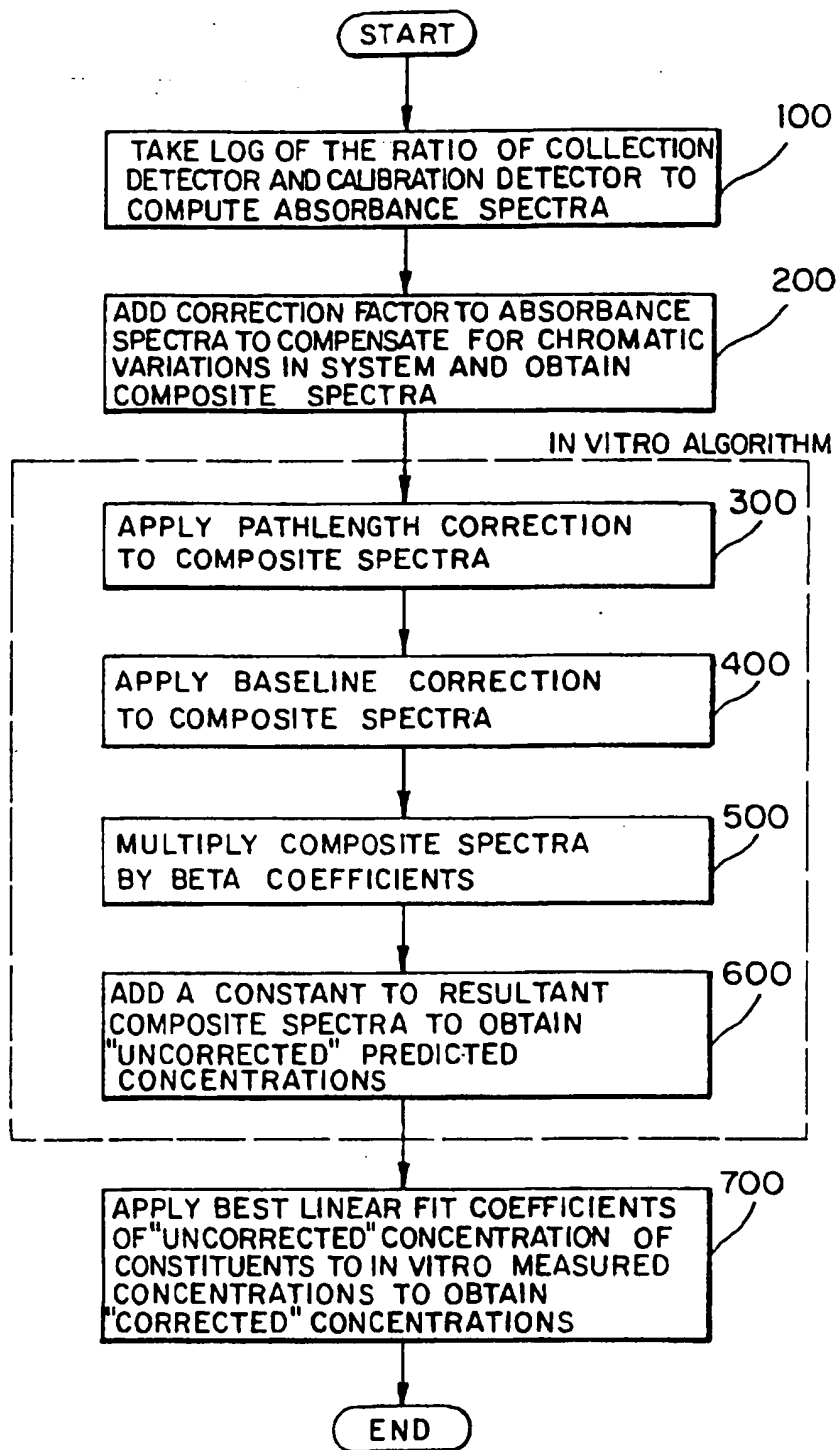 START
100
TAKE LOG OF THE RATIO OF COLLECTION
DETECTOR AND CALIBRATION DETECTOR TO
COMPUTE ABSORBANCE SPECTRA
200
ADD CORRECTION FACTOR TO ABSORBANCE
SPECTRA TO COMPENSATE FOR CHROMATIC
VARIATIONS IN SYSTEM AND OBTAIN
COMPOSITE SPECTRA
IN VITRO ALGORITHM
300
APPLY PATHLENGTH CORRECTION
TO COMPOSITE SPECTRA
400
APPLY BASELINE CORRECTION
TO COMPOSITE SPECTRA
500
MULTIPLY COMPOSITE SPECTRA
BY BETA COEFFICIENTS
600
ADD A CONSTANT TO RESULTANT
COMPOSITE SPECTRA TO OBTAIN
"UNCORRECTED" PREDICTED
CONCENTRATIONS
700
APPLY BEST LINEAR FIT COEFFICIENTS
OF "UNCORRECTED" CONCENTRATION OF
CONSTITUENTS TO IN VITRO MEASURED
CONCENTRATIONS TO OBTAIN
"CORRECTED" CONCENTRATIONS
END